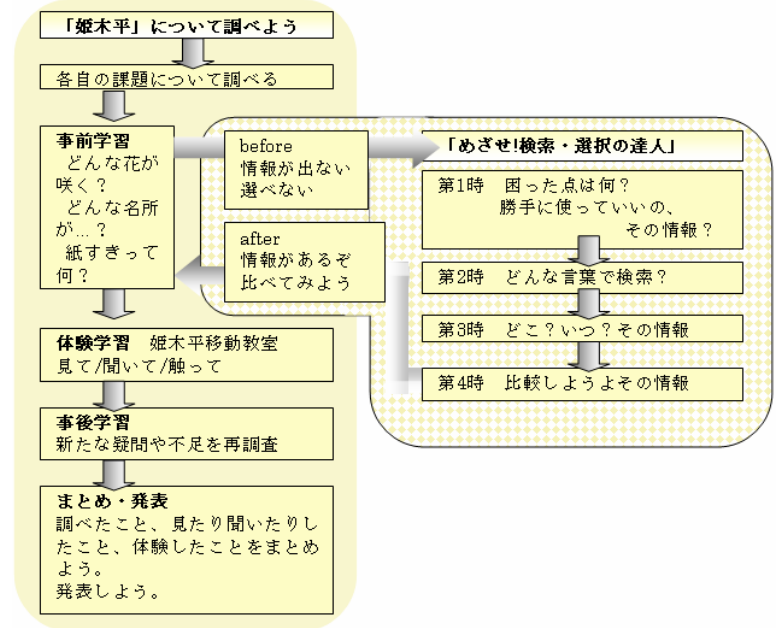 「姫木平」について調べよう
各自の課題について調べる
事前学習
どんな花が
咲く？
どんな名所
が…？
紙すきって
何？
before
情報が出ない
選べない
after
情報があるぞ
比べてみよう
「めざせ!検索・選択の達人」
第1時　困った点は何？
勝手に使っていいの、
その情報？
第2時　どんな言葉で検索？
第3時　どこ？いつ？その情報
第4時　比較しようよその情報
体験学習　姫木平移動教室
見て/聞いて/触って
事後学習
新たな疑問や不足を再調査
まとめ・発表
調べたこと、見たり聞いたりし
たこと、体験したことをまとめ
よう。
発表しよう。